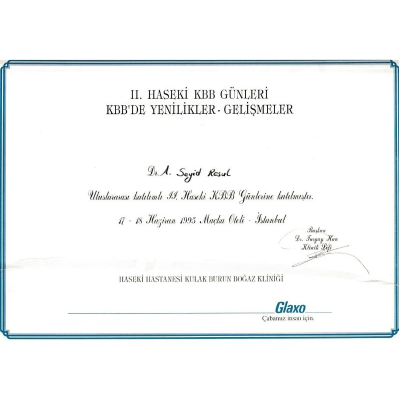 II. HASEKİ KBB GÜNLERİ
KBB'DE YENİLİKLER - GELİŞMELER
Dr. A. Seyid Resul
Uluslararası katılımlı II. Haseki KBB Günlerine katılmıştır.
17 - 18 Haziran 1995 Maçka Oteli - İstanbul
Başkan
Dr. Turgay Han
Klinik Şefi
HASEKİ HASTANESİ KULAK BURUN BOĞAZ KLİNİĞİ
Glaxo
Çabamız insan için.